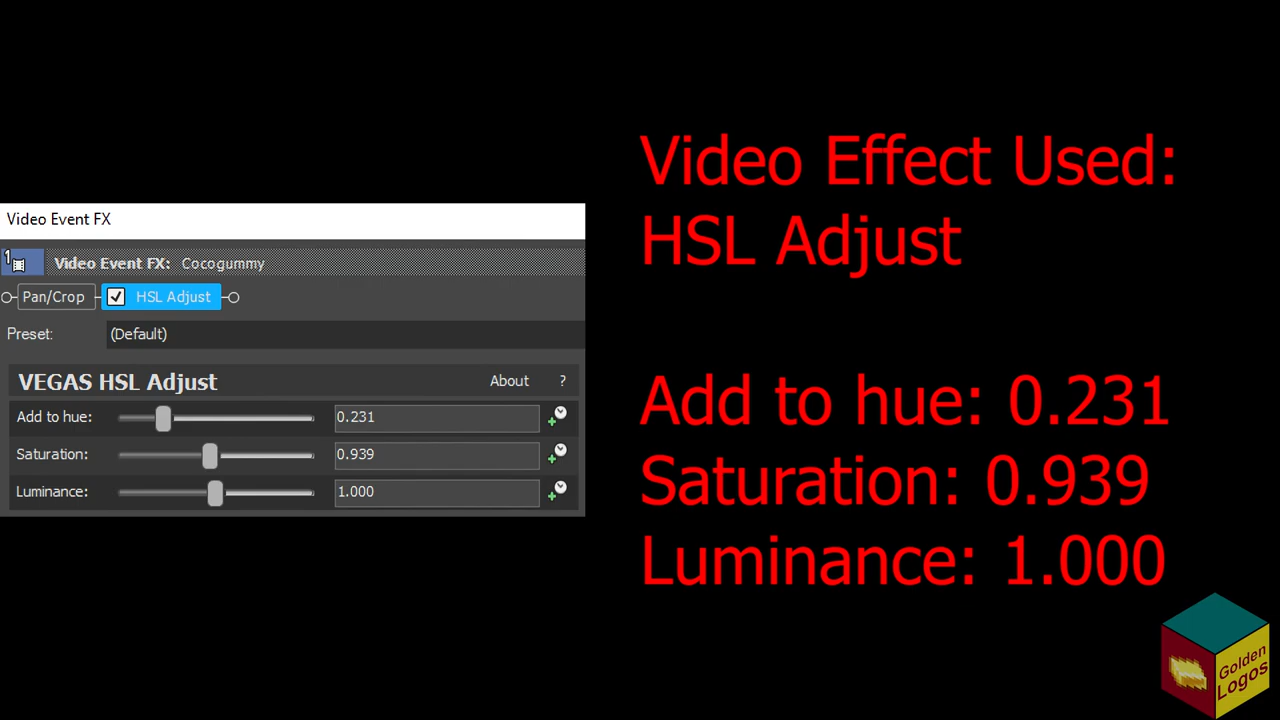 Video Event FX
1
Video Event FX: Cocogummy
Pan/Crop
HSL Adjust
Preset:
(Default)
VEGAS HSL Adjust
About
?
Add to hue:
0.231
Saturation:
0.939
Luminance:
1.000
Video Effect Used:
HSL Adjust
Add to hue: 0.231
Saturation: 0.939
Luminance: 1.000
Golden
Logos